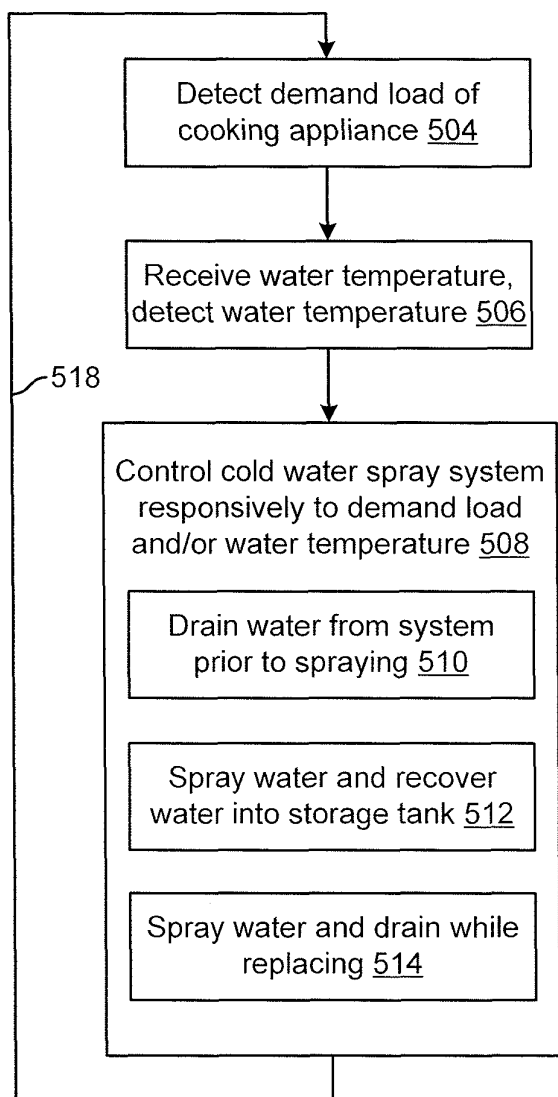 Detect demand load of
cooking appliance 504
Receive water temperature,
detect water temperature 506
518
Control cold water spray system
responsively to demand load
and/or water temperature 508
Drain water from system
prior to spraying 510
Spray water and recover
water into storage tank 512
Spray water and drain while
replacing 514